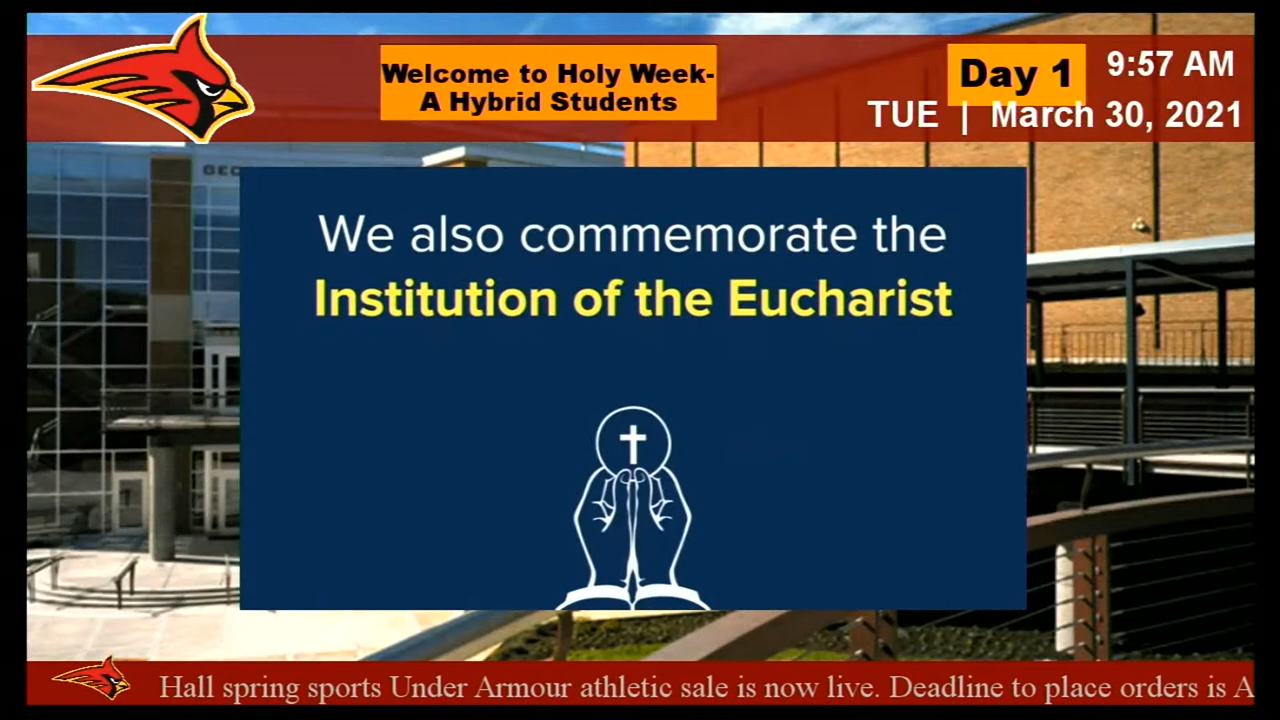 Welcome to Holy Week-
A Hybrid Students
Day 1
9:57 AM
TUE | March 30, 2021
We also commemorate the
Institution of the Eucharist
Hall spring sports Under Armour athletic sale is now live. Deadline to place orders is A